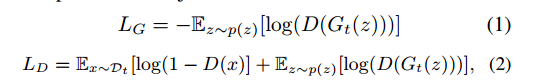 L_G = −𝔼_{z∼p(z)}[log(D(G_t(z)))] (1)
L_D = 𝔼_{x∼𝒟_t}[log(1 − D(x)] + 𝔼_{z∼p(z)}[log(D(G_t(z)))], (2)